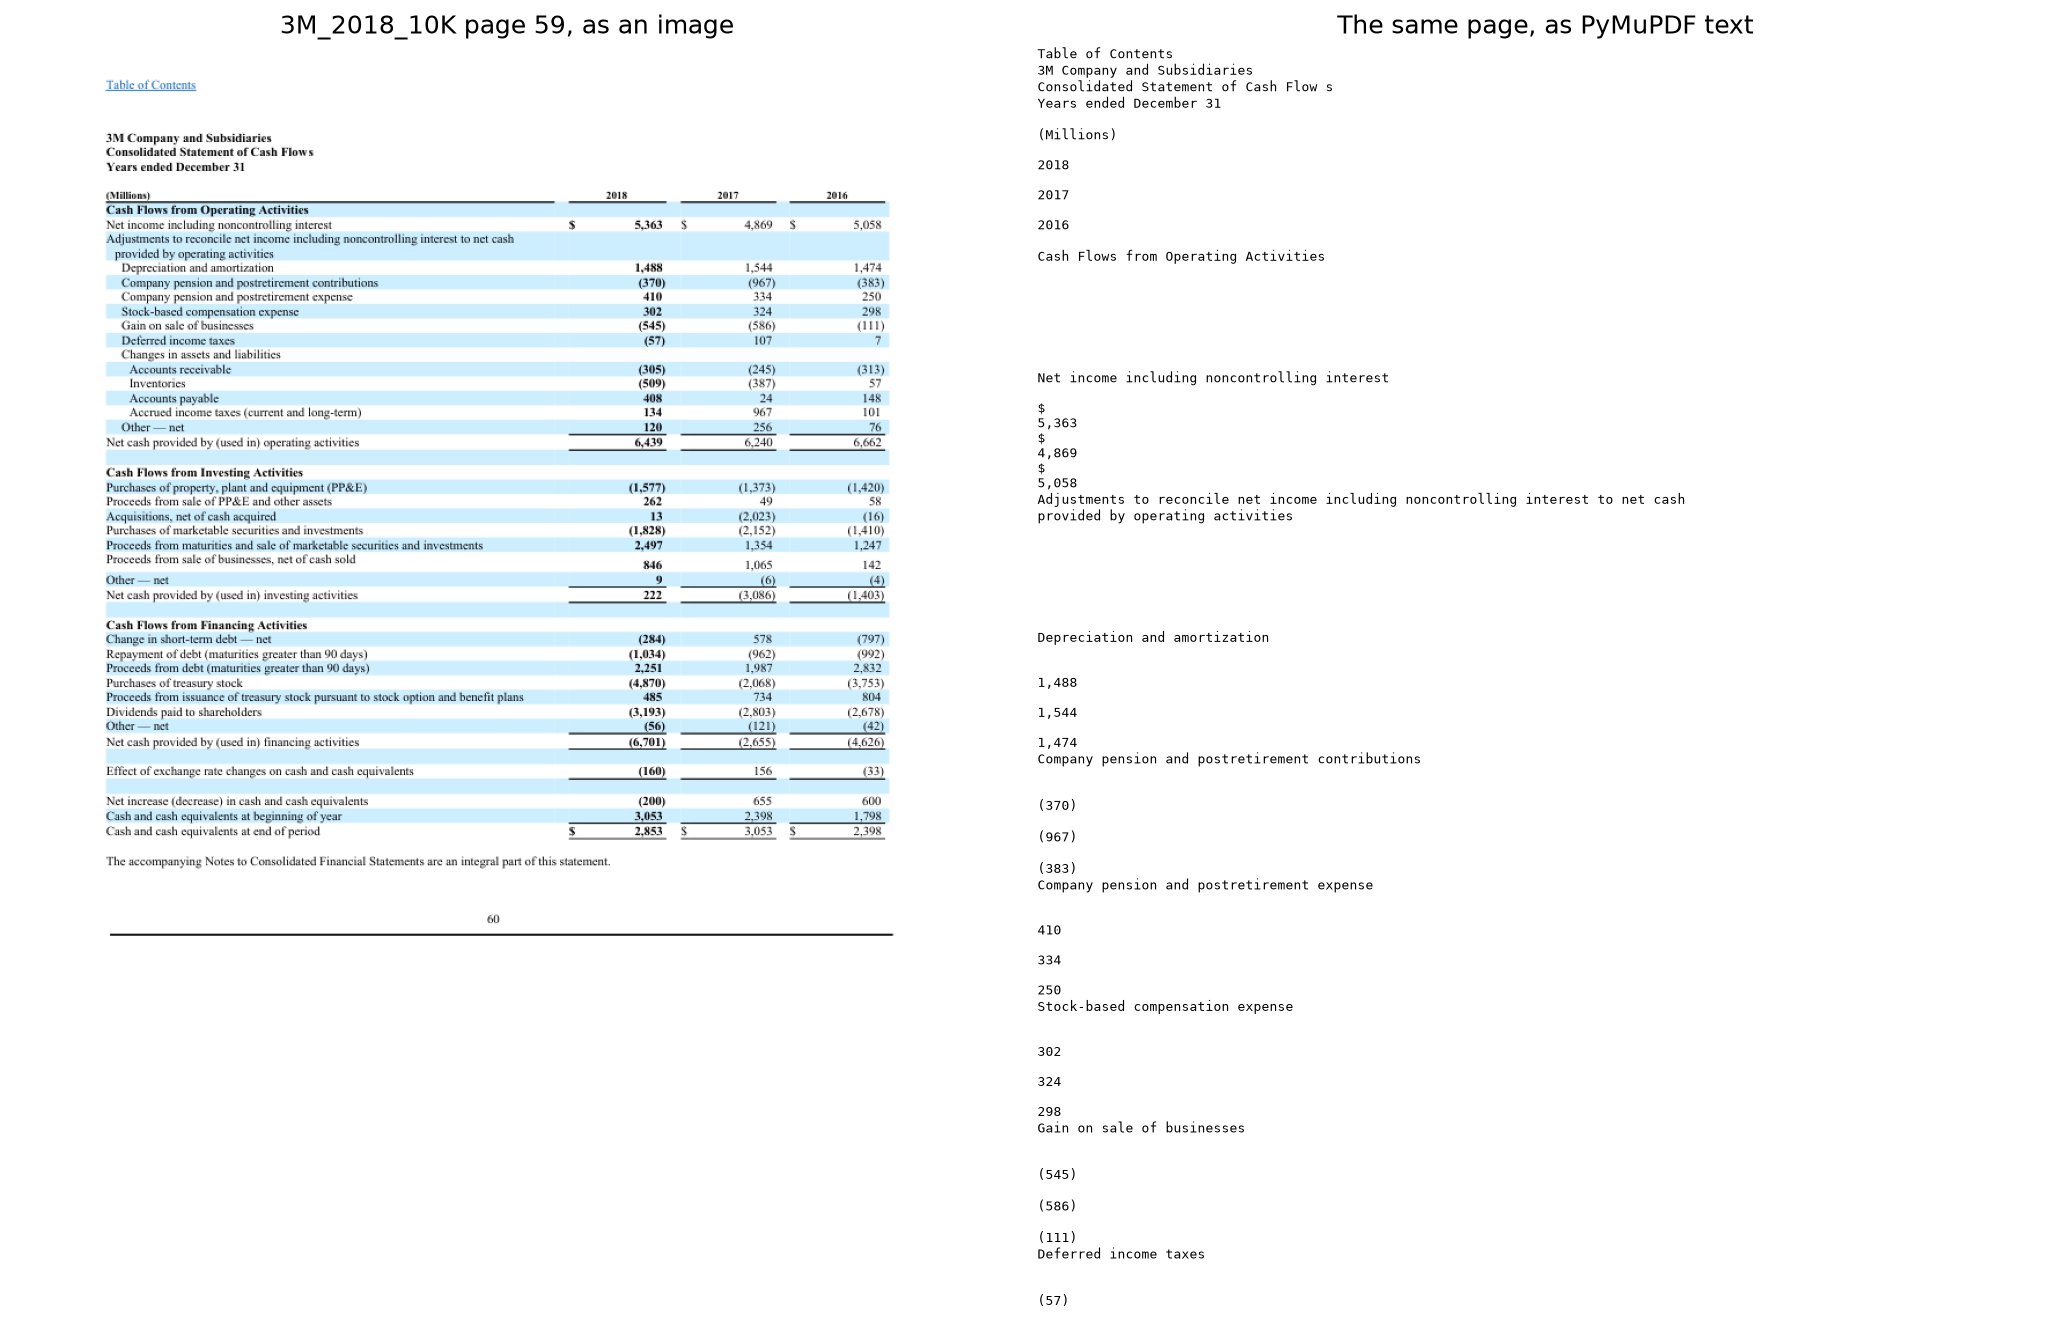 3M_2018_10K page 59, as an image
Table of Contents
3M Company and Subsidiaries
Consolidated Statement of Cash Flows
Years ended December 31
(Millions) 2018 2017 2016
Cash Flows from Operating Activities
Net income including noncontrolling interest $ 5,363 $ 4,869 $ 5,058
Adjustments to reconcile net income including noncontrolling interest to net cash
provided by operating activities
Depreciation and amortization 1,488 1,544 1,474
Company pension and postretirement contributions (370) (967) (383)
Company pension and postretirement expense 410 334 250
Stock-based compensation expense 302 324 298
Gain on sale of businesses (545) (586) (111)
Deferred income taxes (57) 107 7
Changes in assets and liabilities
Accounts receivable (305) (245) (313)
Inventories (509) (387) 57
Accounts payable 408 24 148
Accrued income taxes (current and long-term) 134 967 101
Other — net 120 256 76
Net cash provided by (used in) operating activities 6,439 6,240 6,662
Cash Flows from Investing Activities
Purchases of property, plant and equipment (PP&E) (1,577) (1,373) (1,420)
Proceeds from sale of PP&E and other assets 262 49 58
Acquisitions, net of cash acquired 13 (2,023) (16)
Purchases of marketable securities and investments (1,828) (2,152) (1,410)
Proceeds from maturities and sale of marketable securities and investments 2,497 1,354 1,247
Proceeds from sale of businesses, net of cash sold 846 1,065 142
Other — net 9 (6) (4)
Net cash provided by (used in) investing activities 222 (3,086) (1,403)
Cash Flows from Financing Activities
Change in short-term debt — net (284) 578 (797)
Repayment of debt (maturities greater than 90 days) (1,034) (962) (992)
Proceeds from debt (maturities greater than 90 days) 2,251 1,987 2,832
Purchases of treasury stock (4,870) (2,068) (3,753)
Proceeds from issuance of treasury stock pursuant to stock option and benefit plans 485 734 804
Dividends paid to shareholders (3,193) (2,803) (2,678)
Other — net (56) (121) (42)
Net cash provided by (used in) financing activities (6,701) (2,655) (4,626)
Effect of exchange rate changes on cash and cash equivalents (160) 156 (33)
Net increase (decrease) in cash and cash equivalents (200) 655 600
Cash and cash equivalents at beginning of year 3,053 2,398 1,798
Cash and cash equivalents at end of period $ 2,853 $ 3,053 $ 2,398
The accompanying Notes to Consolidated Financial Statements are an integral part of this statement.
60
The same page, as PyMuPDF text
Table of Contents
3M Company and Subsidiaries
Consolidated Statement of Cash Flow s
Years ended December 31
(Millions)
2018
2017
2016
Cash Flows from Operating Activities
Net income including noncontrolling interest
$
5,363
$
4,869
$
5,058
Adjustments to reconcile net income including noncontrolling interest to net cash
provided by operating activities
Depreciation and amortization
1,488
1,544
1,474
Company pension and postretirement contributions
(370)
(967)
(383)
Company pension and postretirement expense
410
334
250
Stock-based compensation expense
302
324
298
Gain on sale of businesses
(545)
(586)
(111)
Deferred income taxes
(57)